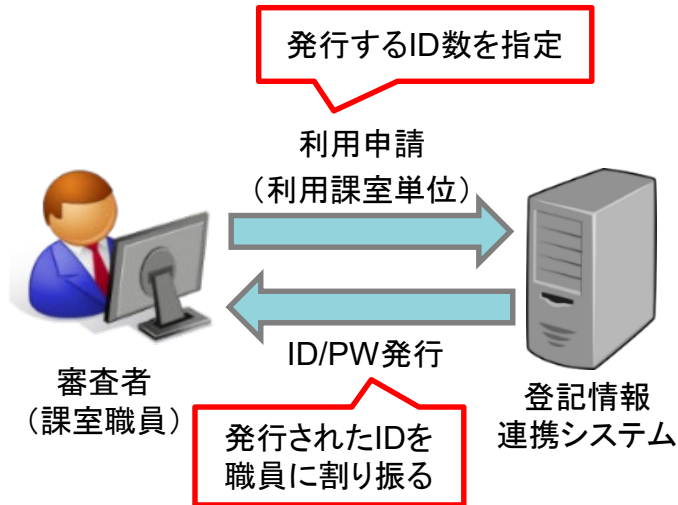 発行するID数を指定
利用申請
（利用課室単位）
ID/PW発行
審査者
（課室職員）
発行されたIDを
職員に割り振る
登記情報
連携システム